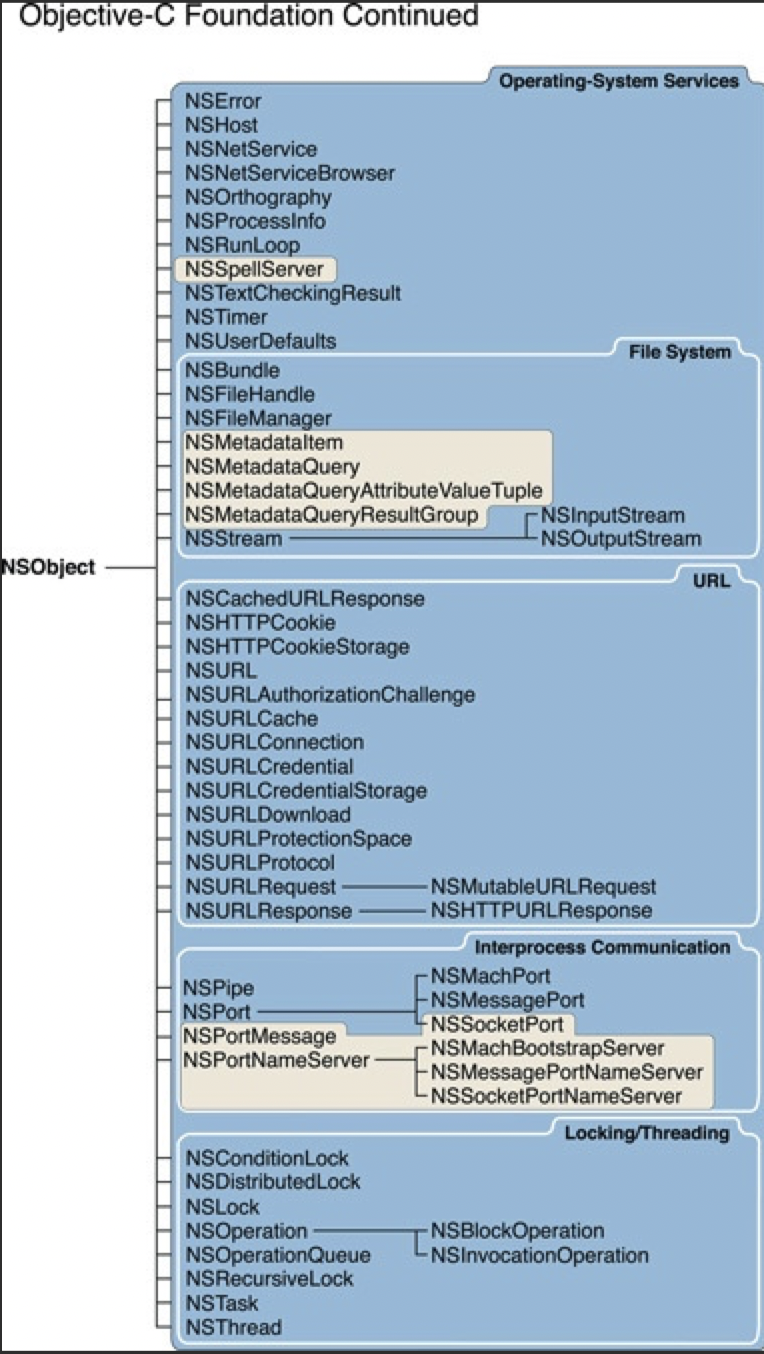 Objective-C Foundation Continued
Operating-System Services
NSError
NSHost
NSNetService
NSNetServiceBrowser
NSOrthography
NSProcessInfo
NSRunLoop
NSSpellServer
NSTextCheckingResult
NSTimer
NSUserDefaults
File System
NSBundle
NSFileHandle
NSFileManager
NSMetadataItem
NSMetadataQuery
NSMetadataQueryAttributeValueTuple
NSMetadataQueryResultGroup NSInputStream
NSStream NSOutputStream
NSObject
URL
NSCachedURLResponse
NSHTTPCookie
NSHTTPCookieStorage
NSURL
NSURLAuthorizationChallenge
NSURLCache
NSURLConnection
NSURLCredential
NSURLCredentialStorage
NSURLDownload
NSURLProtectionSpace
NSURLProtocol
NSURLRequest NSMutableURLRequest
NSURLResponse NSHTTPURLResponse
Interprocess Communication
NSMachPort
NSPipe
NSMessagePort
NSPort
NSSocketPort
NSPortMessage
NSMachBootstrapServer
NSPortNameServer
NSMessagePortNameServer
NSSocketPortNameServer
Locking/Threading
NSConditionLock
NSDistributedLock
NSLock
NSOperation NSBlockOperation
NSOperationQueue NSInvocationOperation
NSRecursiveLock
NSTask
NSThread